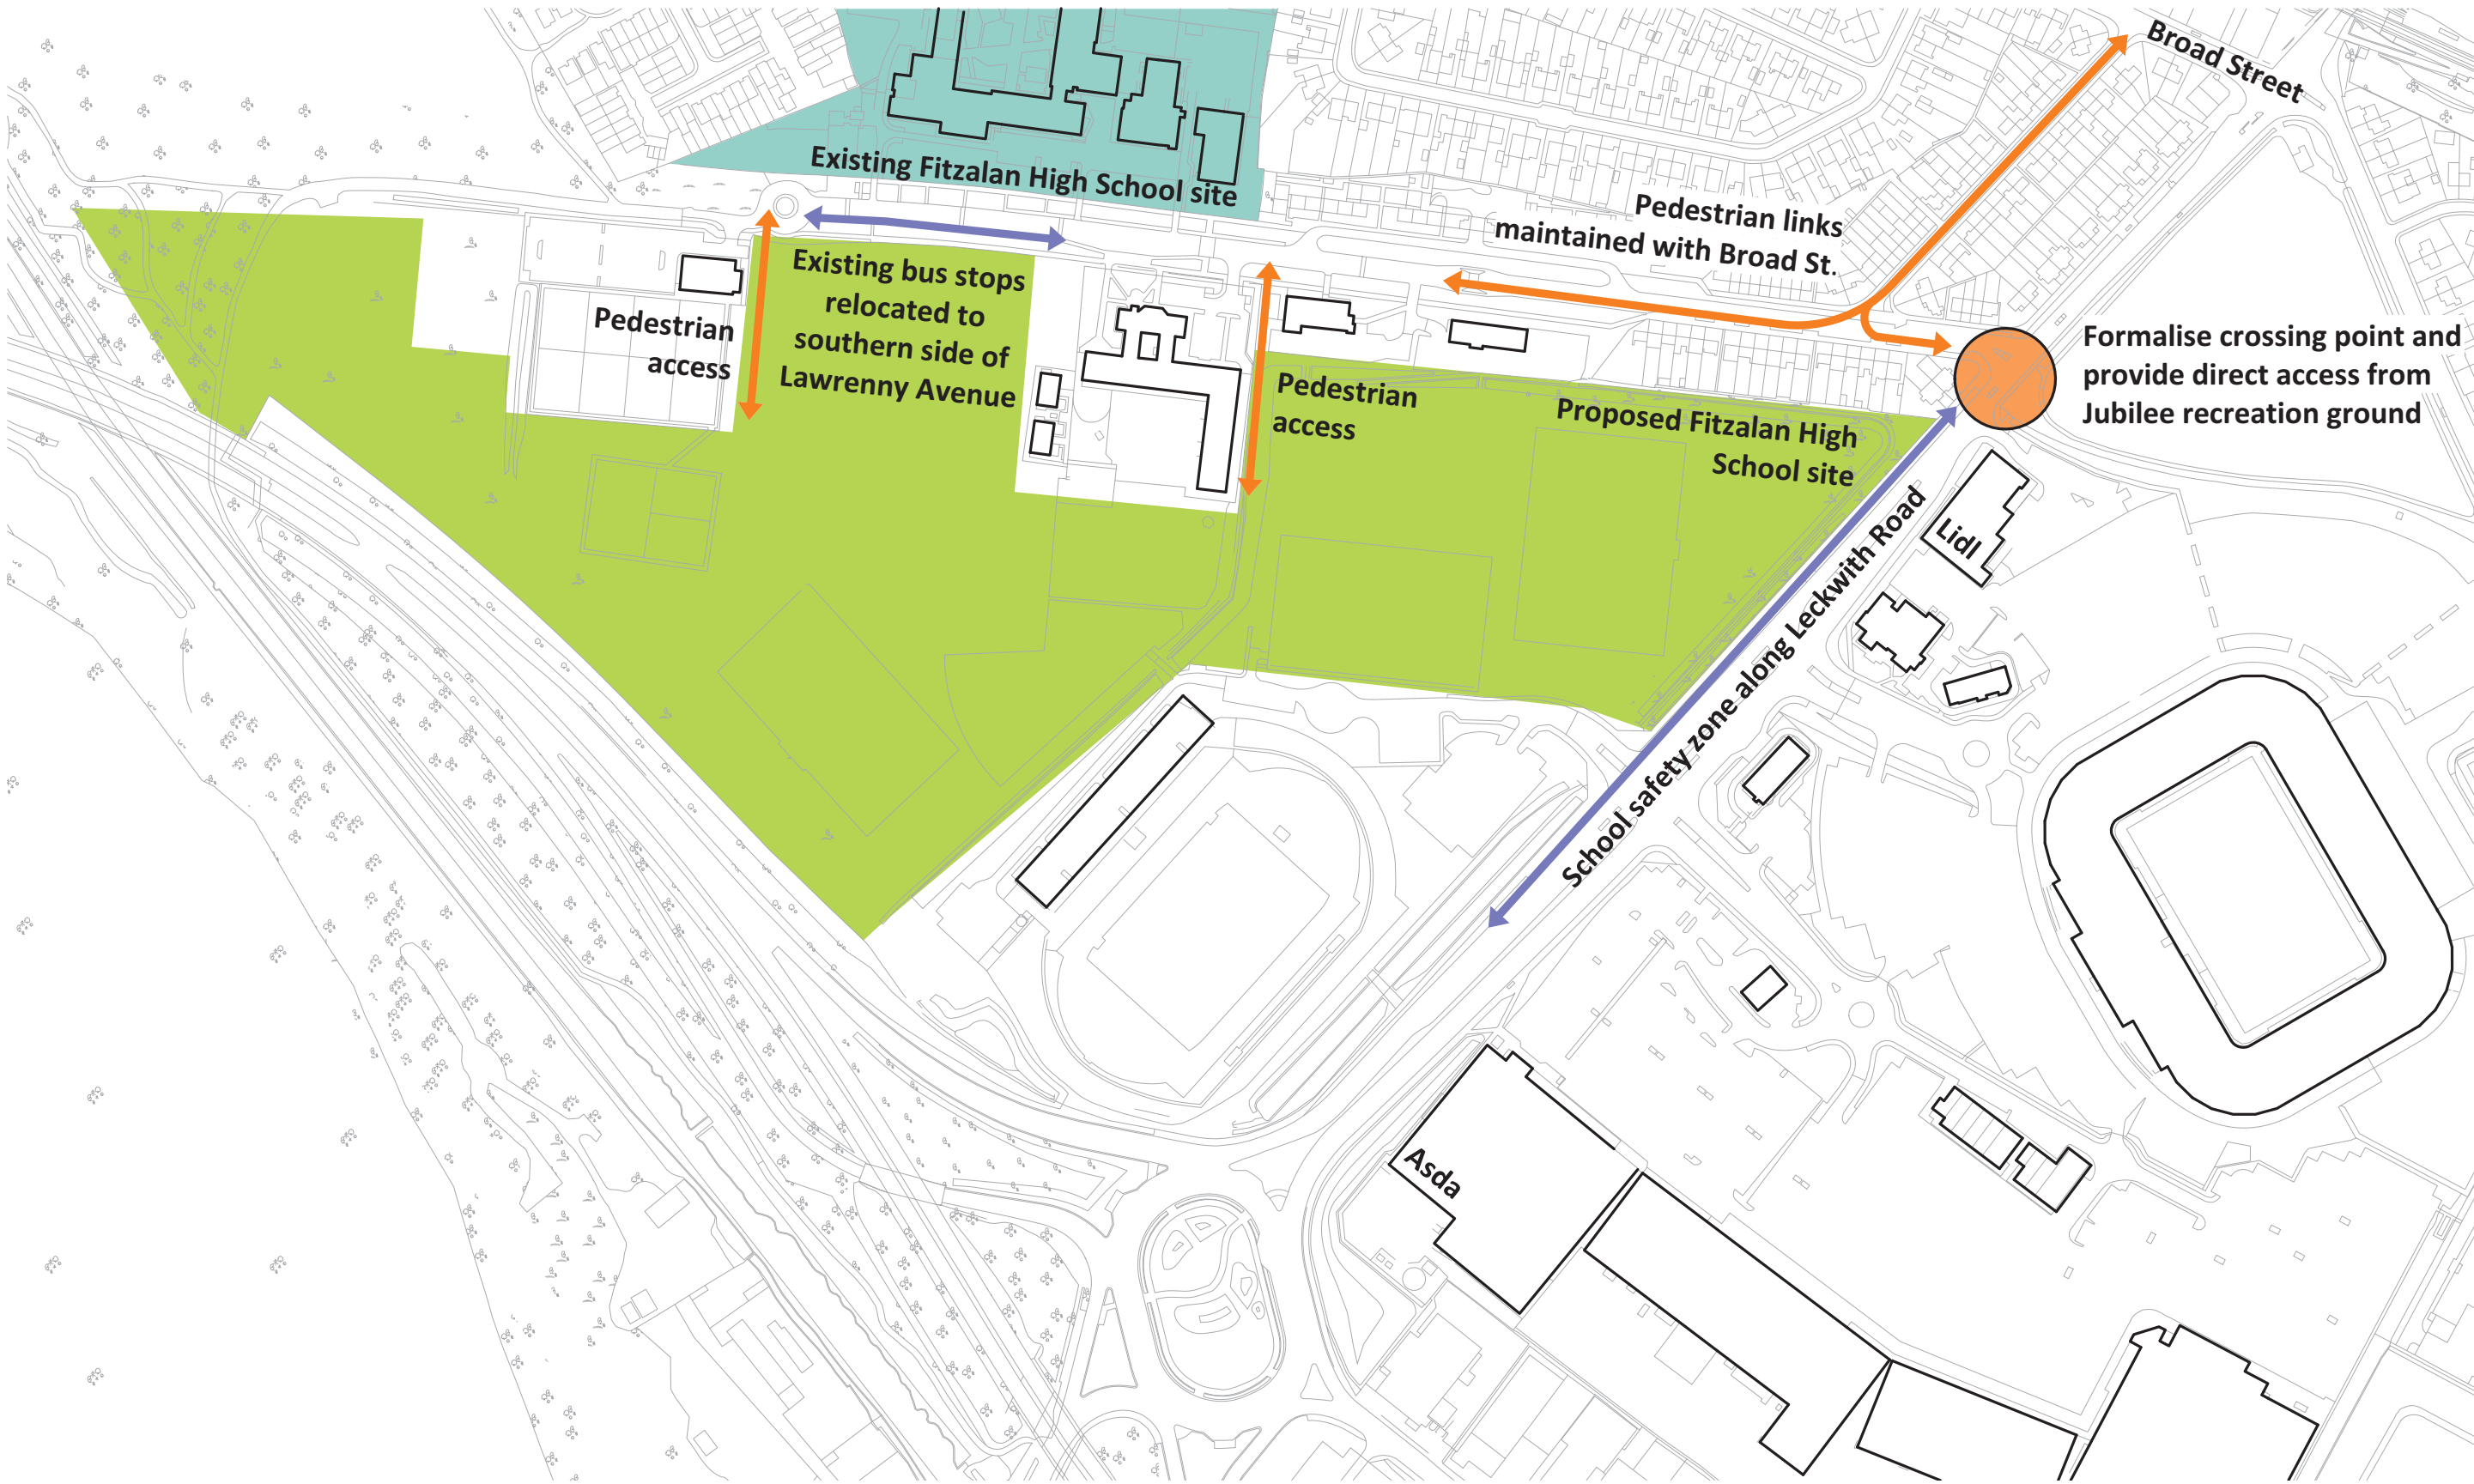 Broad Street
Existing Fitzalan High School site
Pedestrian links
maintained with Broad St.
Existing bus stops
relocated to
southern side of
Lawrenny Avenue
Pedestrian
access
Formalise crossing point and
provide direct access from
Jubilee recreation ground
Pedestrian
access
Proposed Fitzalan High
School site
Lidl
School safety zone along Leckwith Road
Asda